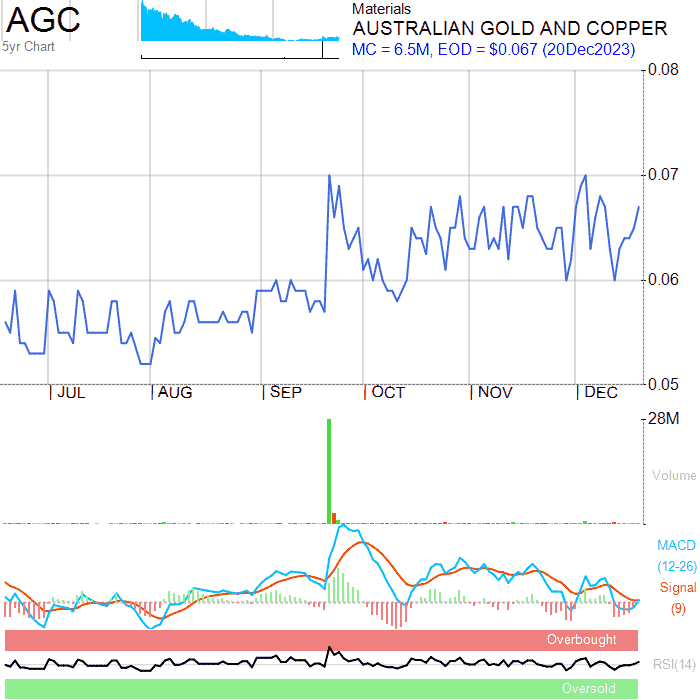 AGC
5yr Chart
Materials
AUSTRALIAN GOLD AND COPPER
MC = 6.5M, EOD = $0.067 (20Dec2023)
0.08
0.07
0.06
0.05
JUL AUG SEP OCT NOV DEC
28M
Volume
MACD
(12-26)
Signal
(9)
Overbought
RSI(14)
Oversold